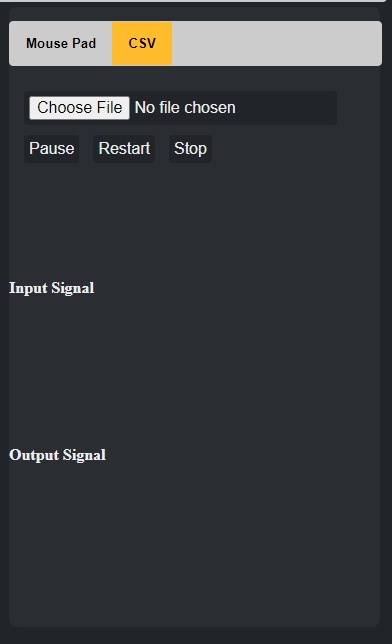 Mouse Pad CSV
Choose File No file chosen
Pause Restart Stop
Input Signal
Output Signal